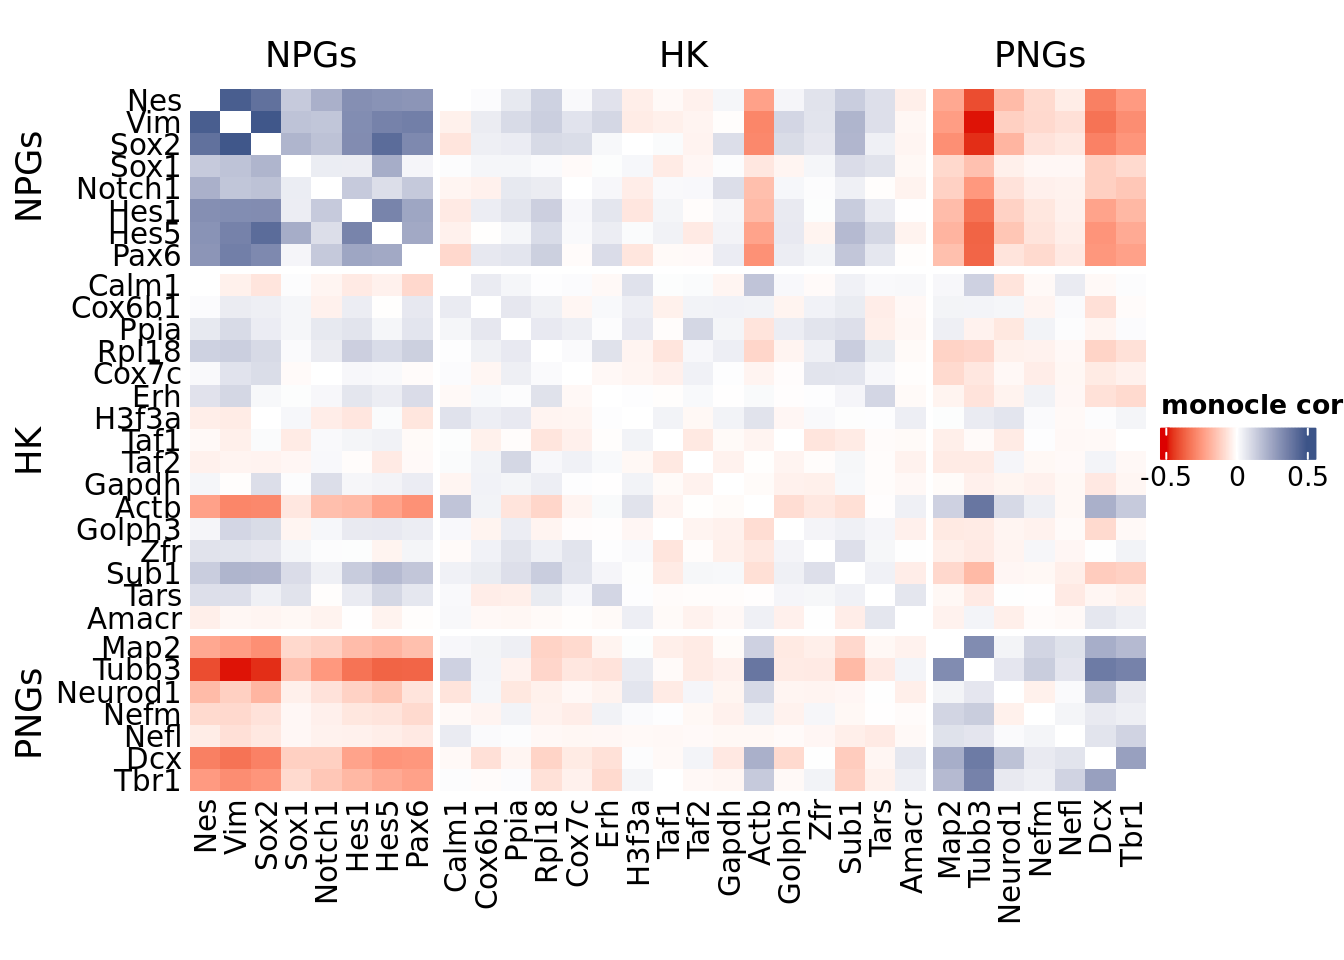 NPGs HK PNGs
NPGs
Nes
Vim
Sox2
Sox1
Notch1
Hes1
Hes5
Pax6
HK
Calm1
Cox6b1
Ppia
Rpl18
Cox7c
Erh
H3f3a
Taf1
Taf2
Gapdh
Actb
Golph3
Zfr
Sub1
Tars
Amacr
PNGs
Map2
Tubb3
Neurod1
Nefm
Nefl
Dcx
Tbr1
Nes Vim Sox2 Sox1 Notch1 Hes1 Hes5 Pax6 Calm1 Cox6b1 Ppia Rpl18 Cox7c Erh H3f3a Taf1 Taf2 Gapdh Actb Golph3 Zfr Sub1 Tars Amacr Map2 Tubb3 Neurod1 Nefm Nefl Dcx Tbr1
monocle cor
-0.5 0 0.5